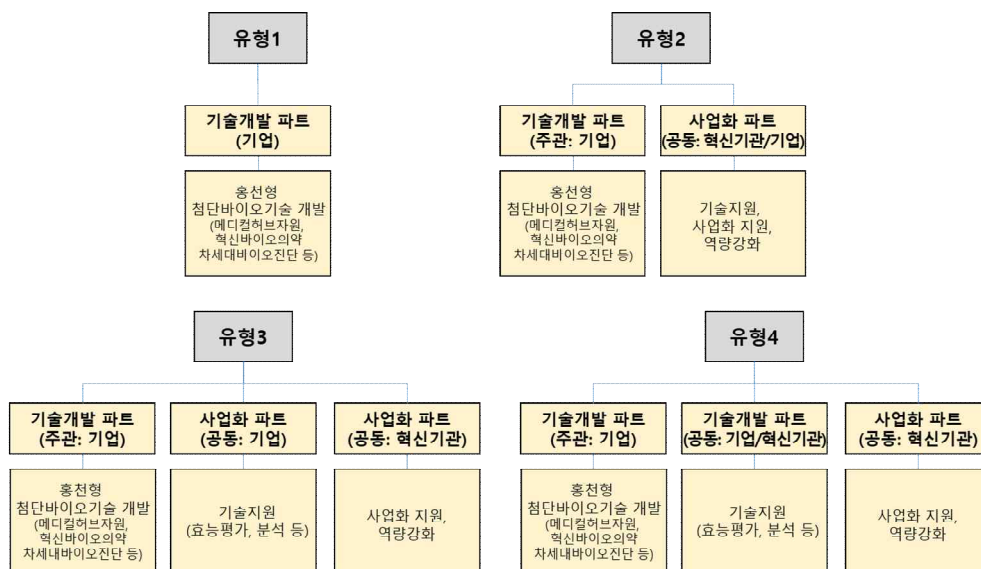 유형1
기술개발 파트
(기업)
홍천형
첨단바이오기술 개발
(메디컬허브자원,
혁신바이오의약
차세대바이오진단 등)
유형2
기술개발 파트
(주관: 기업)
사업화 파트
(공동: 혁신기관/기업)
홍천형
첨단바이오기술 개발
(메디컬허브자원,
혁신바이오의약
차세대바이오진단 등)
기술지원,
사업화 지원,
역량강화
유형3
기술개발 파트
(주관: 기업)
사업화 파트
(공동: 기업)
사업화 파트
(공동: 혁신기관)
홍천형
첨단바이오기술 개발
(메디컬허브자원,
혁신바이오의약
차세내바이오진단 등)
기술지원
(효능평가, 분석 등)
사업화 지원,
역량강화
유형4
기술개발 파트
(주관: 기업)
기술개발 파트
(공동: 기업/혁신기관)
사업화 파트
(공동: 혁신기관)
홍천형
첨단바이오기술 개발
(메디컬허브자원,
혁신바이오의약
차세내바이오진단 등)
기술지원
(효능평가, 분석 등)
사업화 지원,
역량강화